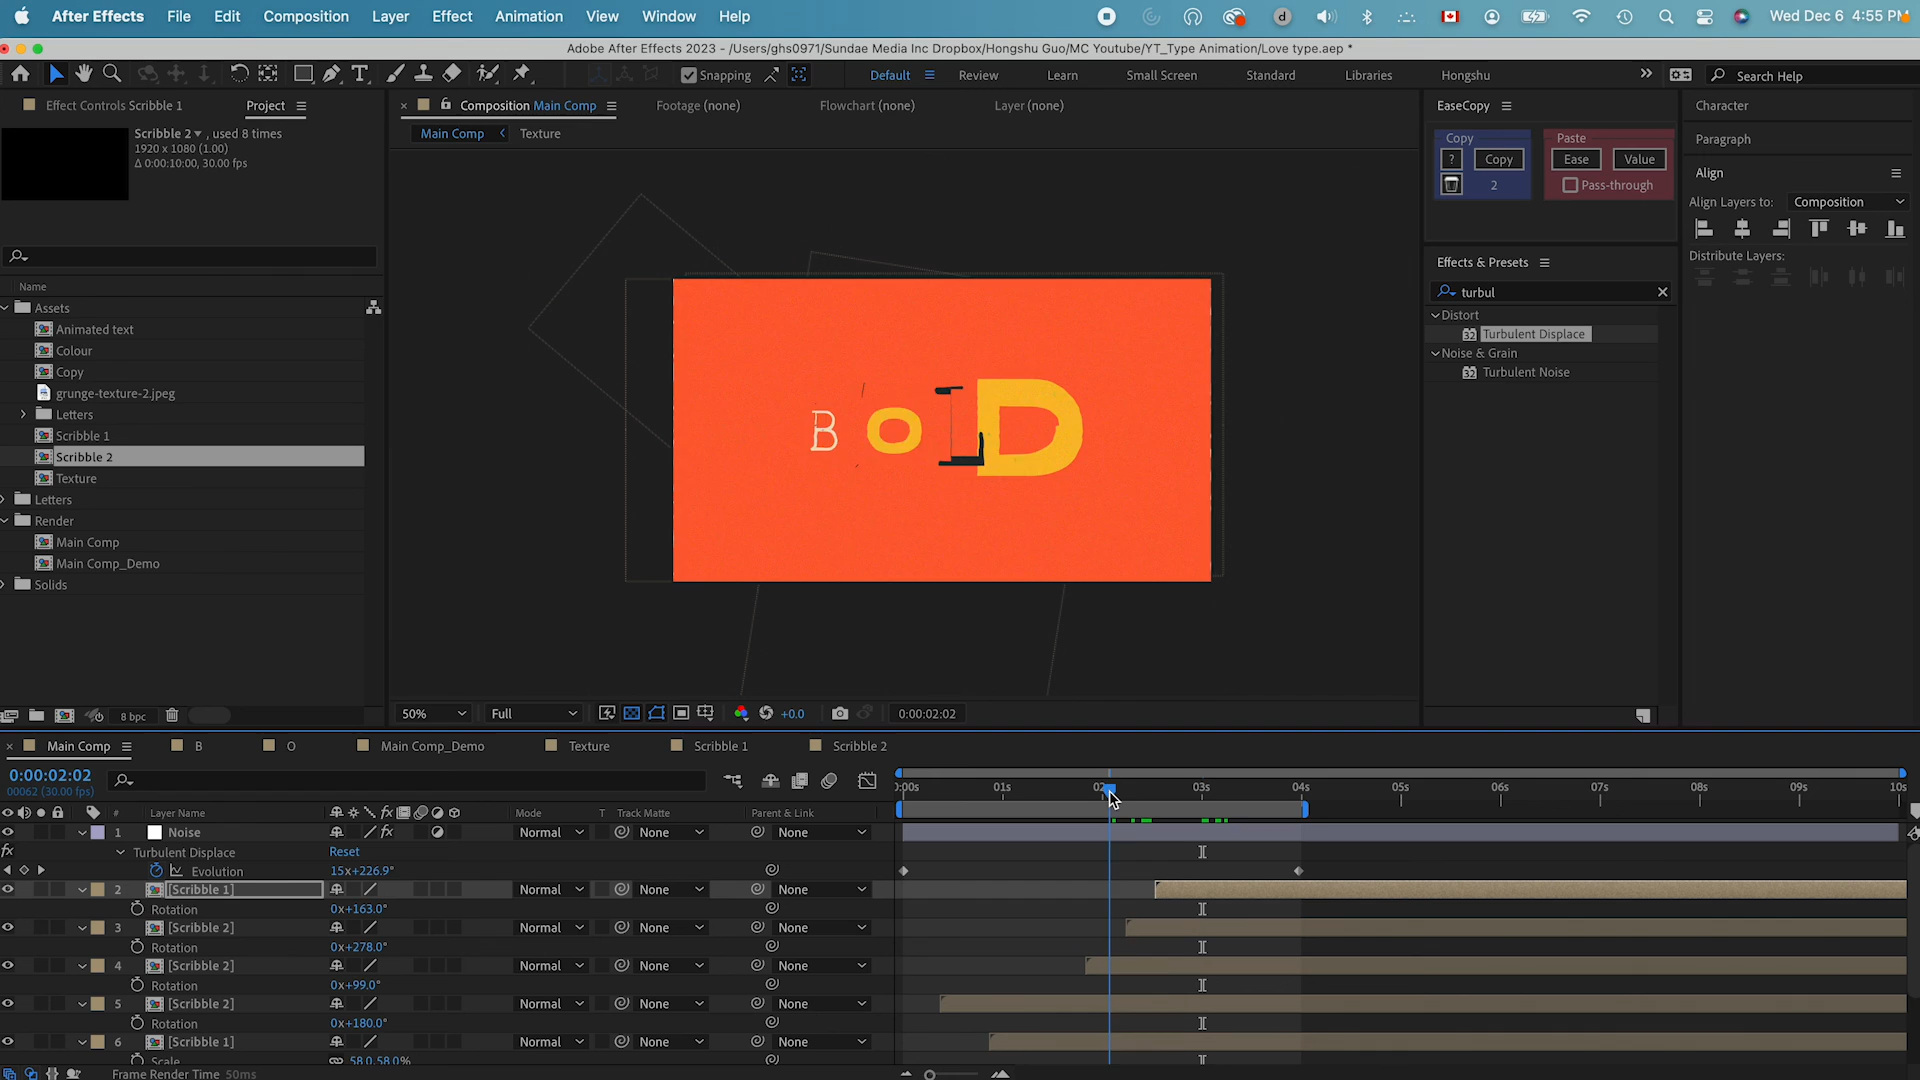 After Effects File Edit Composition Layer Effect Animation View Window Help
Wed Dec 6 4:55 PM
Adobe After Effects 2023 - /Users/ghs0971/Sundae Media Inc Dropbox/Hongshu Guo/MC Youtube/YT_Type Animation/Love type.aep *
Snapping
Default Review Learn Small Screen Standard Libraries Hongshu
Search Help
Effect Controls Scribble 1
Project
Composition Main Comp
Footage (none)
Flowchart (none)
Layer (none)
Main Comp
Texture
Scribble 2 , used 8 times
1920 x 1080 (1.00)
Δ 0:00:10:00, 30.00 fps
Name
Assets
Animated text
Colour
Copy
grunge-texture-2.jpeg
Letters
Scribble 1
Scribble 2
Texture
Letters
Render
Main Comp
Main Comp_Demo
Solids
8 bpc
B O L D
50%
Full
+0.0
0:00:02:02
EaseCopy
Copy
? Copy
2
Paste
Ease Value
Pass-through
Effects & Presets
turbul
Distort
32 Turbulent Displace
Noise & Grain
32 Turbulent Noise
Character
Paragraph
Align
Align Layers to: Composition
Distribute Layers:
Main Comp B O Main Comp_Demo Texture Scribble 1 Scribble 2
0:00:02:02
00062 (30.00 fps)
0:00s 01s 02s 03s 04s 05s 06s 07s 08s 09s 10s
# Layer Name Mode T Track Matte Parent & Link
1 Noise Normal None None
Turbulent Displace Reset
Evolution 15x+226.9°
2 [Scribble 1] Normal None None
Rotation 0x+163.0°
3 [Scribble 2] Normal None None
Rotation 0x+278.0°
4 [Scribble 2] Normal None None
Rotation 0x+99.0°
5 [Scribble 2] Normal None None
Rotation 0x+180.0°
6 [Scribble 1] Normal None None
Scale 58.0,58.0%
Frame Render Time 50ms